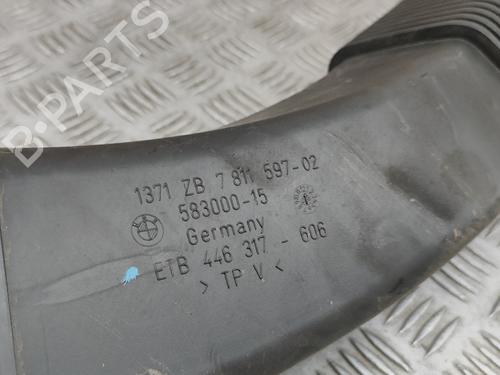 B-PARTS
1371 ZB 7 811 597-02
583000-15
Germany
ETB 446 317 - 606
> TP V <